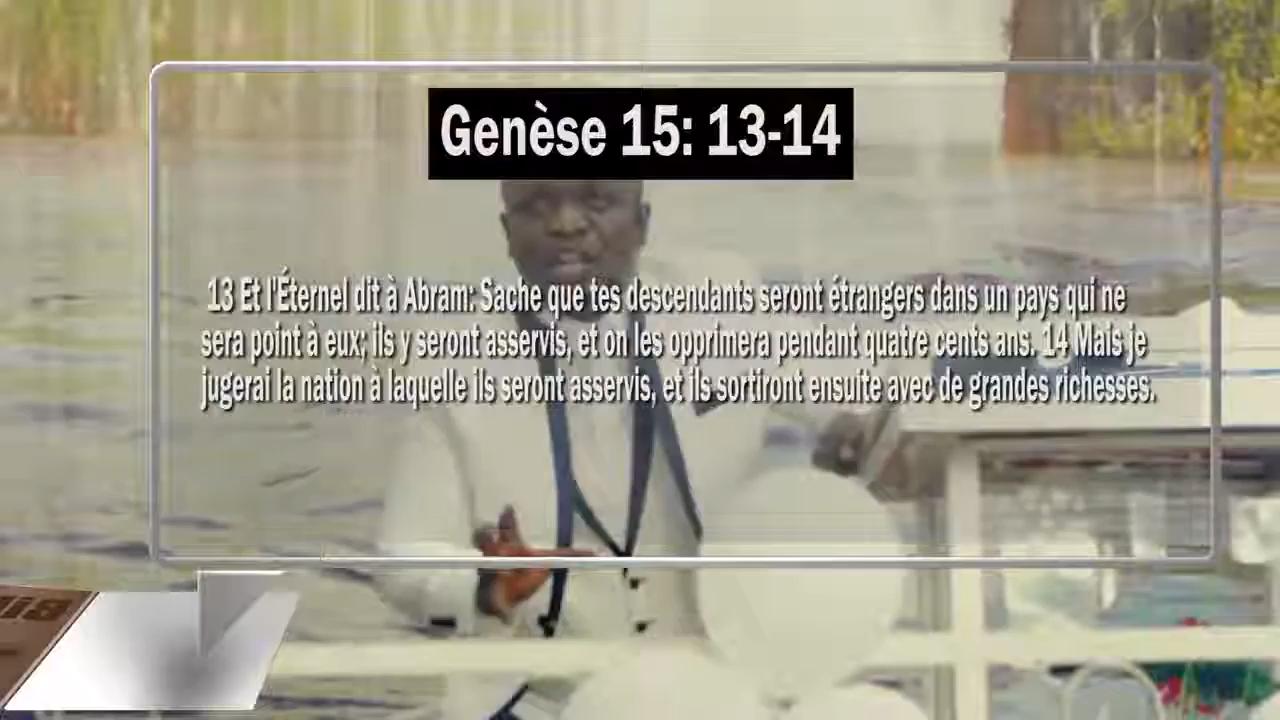 Genèse 15: 13-14
13 Et l'Éternel dit à Abram: Sache que tes descendants seront étrangers dans un pays qui ne
sera point à eux; ils y seront asservis, et on les opprimera pendant quatre cents ans. 14 Mais je
jugerai la nation à laquelle ils seront asservis, et ils sortiront ensuite avec de grandes richesses.